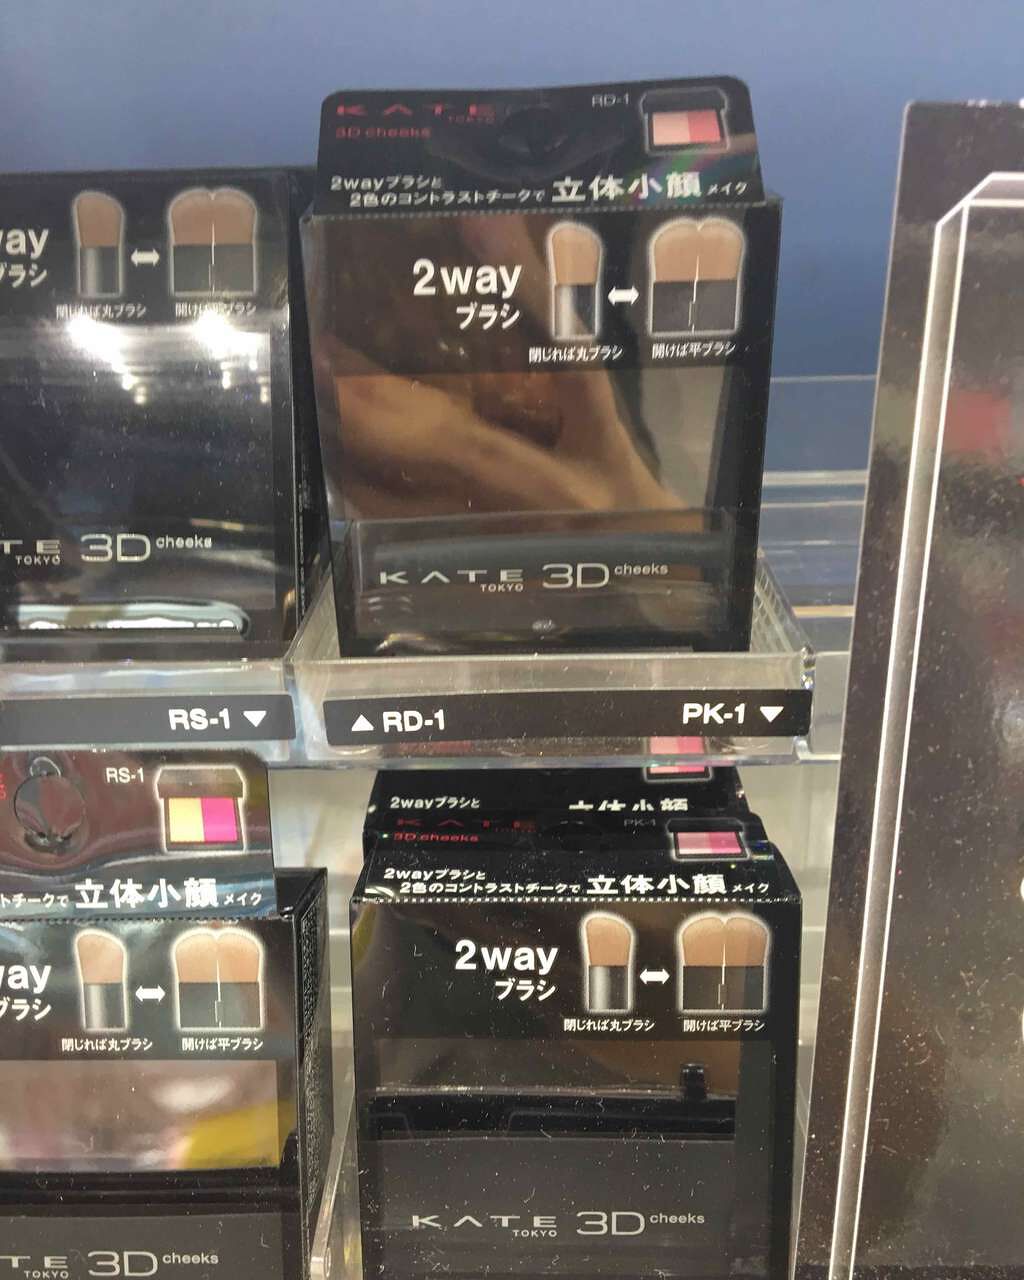 KATE
TOKYO
3D cheeks
RD-1
2wayブラシと
2色のコントラストチークで 立体小顔メイク
2way
ブラシ
閉じれば丸ブラシ
開けば平ブラシ
KATE 3D cheeks
TOKYO
way
ブラシ
閉じれば丸ブラシ
TE 3D cheeks
TOKYO
RS-1 ▼
▲ RD-1
PK-1 ▼
RS-1
トチークで 立体小顔メイク
way
ブラシ
閉じれば丸ブラシ
開けば平ブラシ
TE 3D cheeks
TOKYO
2wayブラシと
立体小顔
KATE
3D cheeks
PK-1
2wayブラシと
2色のコントラストチークで 立体小顔メイク
2way
ブラシ
閉じれば丸ブラシ
開けば平ブラシ
KATE 3D cheeks
TOKYO